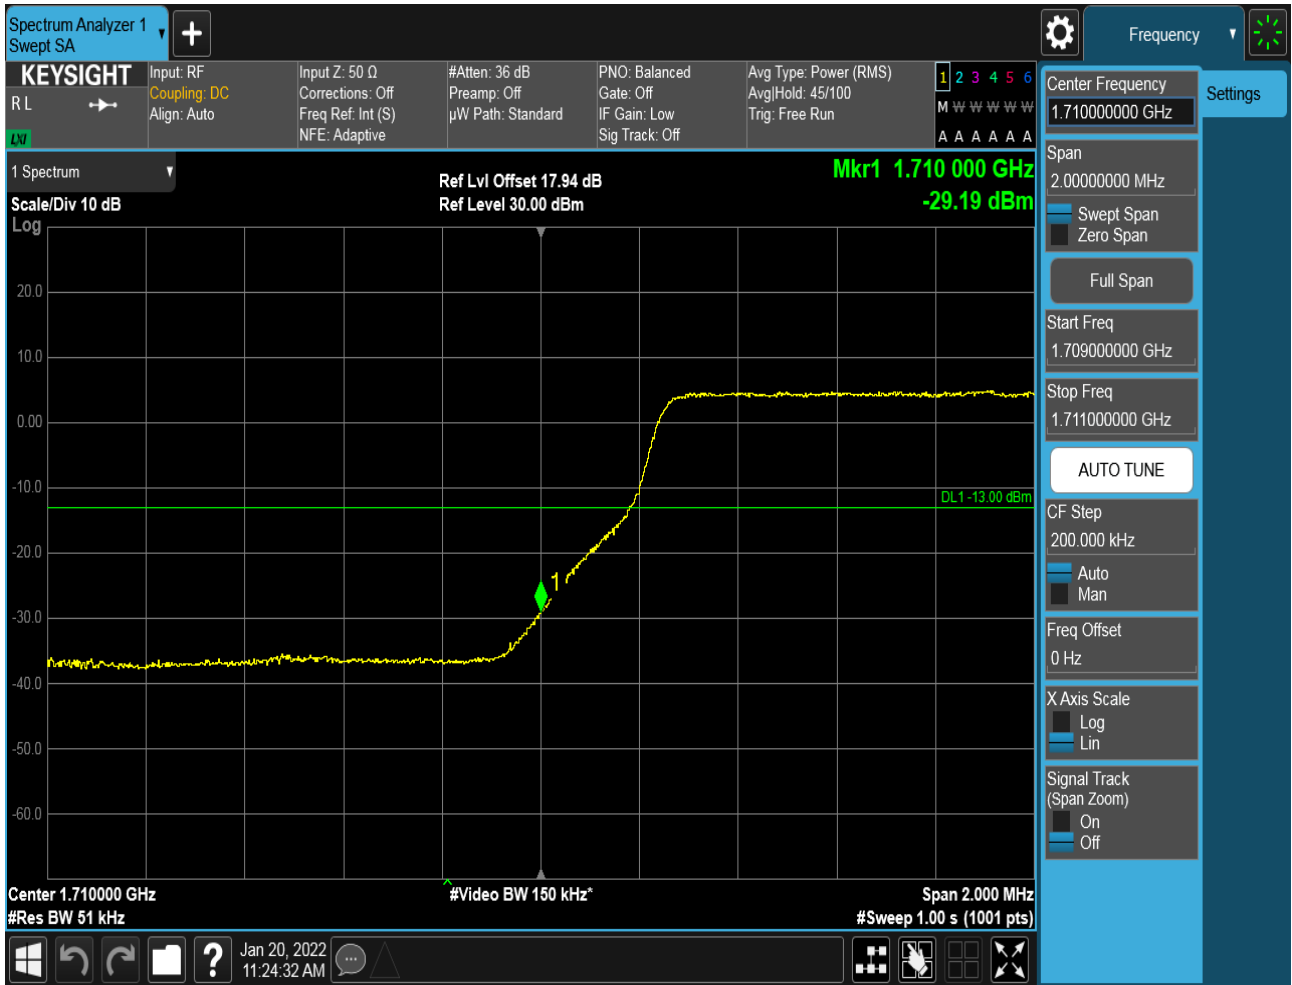 Spectrum Analyzer 1
Swept SA
Frequency
KEYSIGHT
R L
LXI
Input: RF
Coupling: DC
Align: Auto
Input Z: 50 Ω
Corrections: Off
Freq Ref: Int (S)
NFE: Adaptive
#Atten: 36 dB
Preamp: Off
µW Path: Standard
PNO: Balanced
Gate: Off
IF Gain: Low
Sig Track: Off
Avg Type: Power (RMS)
Avg|Hold: 45/100
Trig: Free Run
1 2 3 4 5 6
M W W W W W
A A A A A A
1 Spectrum
Scale/Div 10 dB
Log
Ref Lvl Offset 17.94 dB
Ref Level 30.00 dBm
Mkr1 1.710 000 GHz
-29.19 dBm
20.0
10.0
0.00
-10.0
-20.0
-30.0
-40.0
-50.0
-60.0
DL1 -13.00 dBm
1
Center 1.710000 GHz
#Res BW 51 kHz
#Video BW 150 kHz*
Span 2.000 MHz
#Sweep 1.00 s (1001 pts)
Jan 20, 2022
11:24:32 AM
Center Frequency
1.710000000 GHz
Settings
Span
2.00000000 MHz
Swept Span
Zero Span
Full Span
Start Freq
1.709000000 GHz
Stop Freq
1.711000000 GHz
AUTO TUNE
CF Step
200.000 kHz
Auto
Man
Freq Offset
0 Hz
X Axis Scale
Log
Lin
Signal Track
(Span Zoom)
On
Off